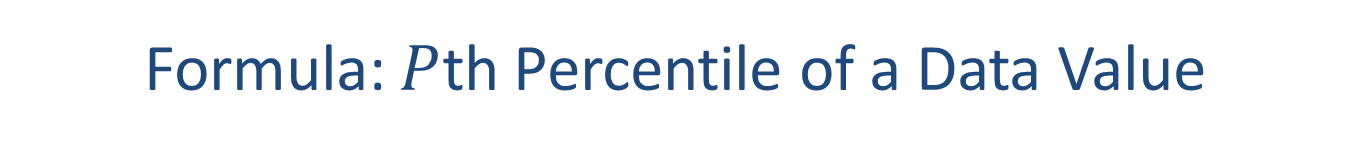 Formula: Pth Percentile of a Data Value